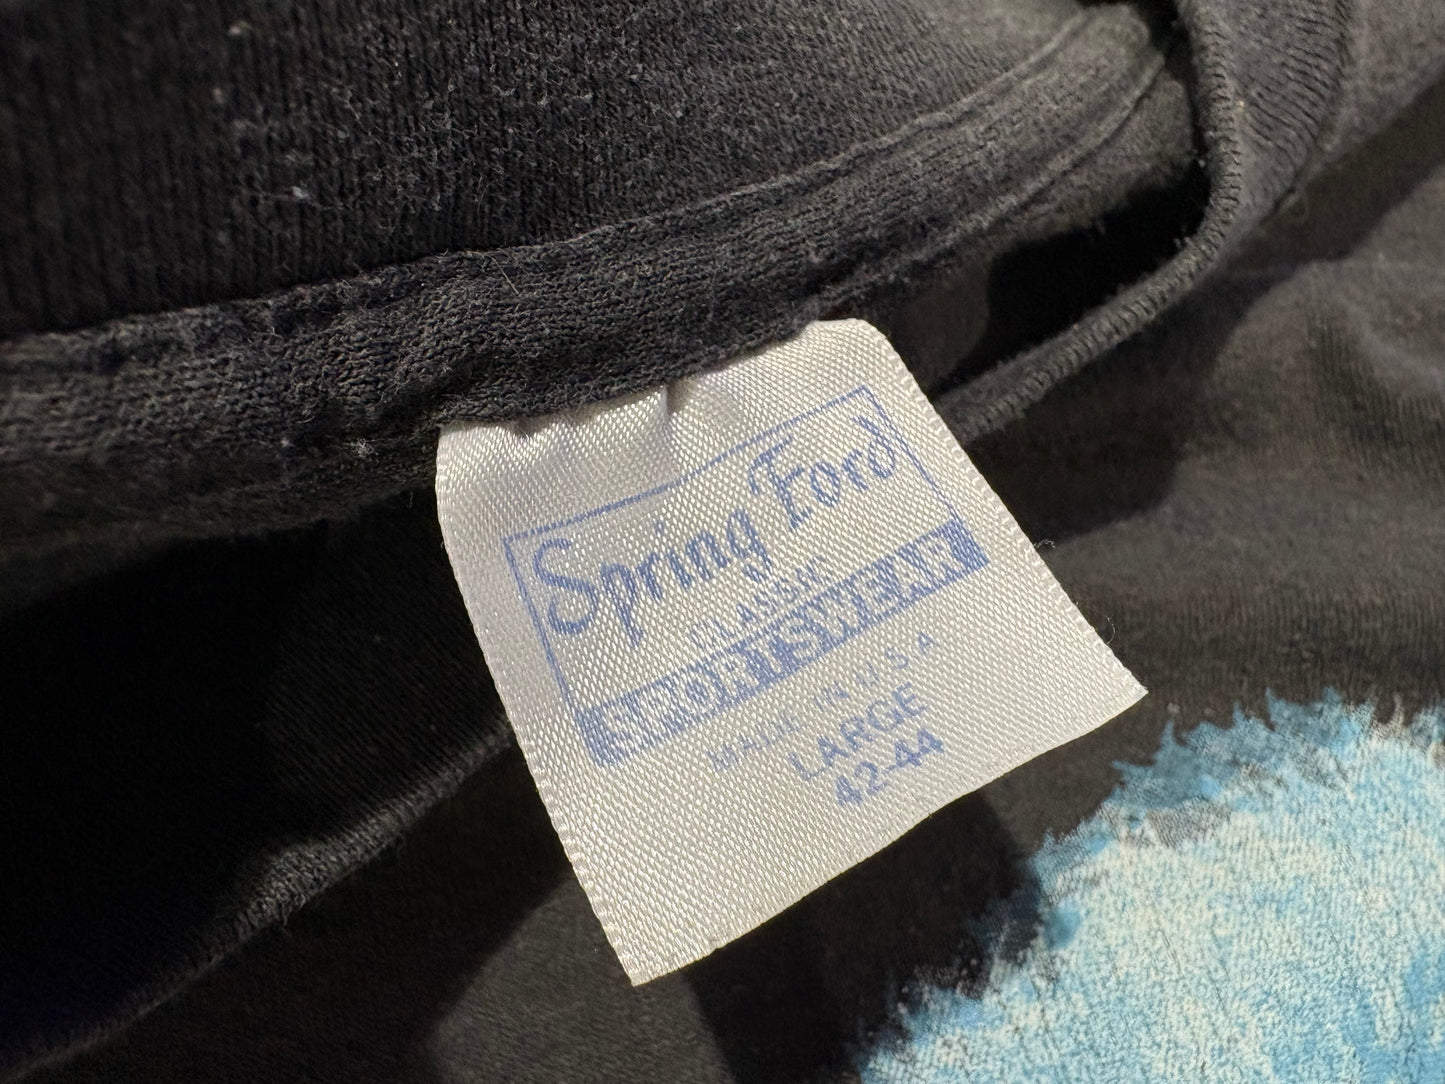 Spring Ford
CLASSIC
SPORTSWEAR
MADE IN U.S.A
LARGE
42-44